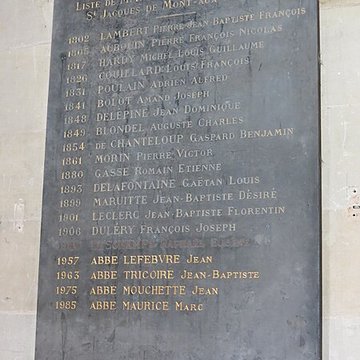 LISTE DE
ST JACQUES DE MONT-AUX
1802 LAMBERT PIERRE JEAN BAPTISTE FRANÇOIS
AUBOUIN PIERRE FRANÇOIS NICOLAS
1817 HARDY MICHEL LOUIS GUILLAUME
1826 COUILLARD LOUIS FRANÇOIS
1831 POULAIN ADRIEN ALFRED
1841 BOLOT AMAND JOSEPH
1848 DELEPINE JEAN DOMINIQUE
1849 BLONDEL AUGUSTE CHARLES
1854 DE CHANTELOUP GASPARD BENJAMIN
1861 MORIN PIERRE VICTOR
1880 GASSE ROMAIN ETIENNE
1893 DELAFONTAINE GAËTAN LOUIS
1899 MARUITTE JEAN-BAPTISTE DÉSIRÉ
1901 LECLERC JEAN-BAPTISTE FLORENTIN
1906 DULÉRY FRANÇOIS JOSEPH
RAPHAËL
1957 ABBE LEFEBVRE JEAN
1963 ABBE TRICOIRE JEAN-BAPTISTE
1975 ABBE MOUCHETTE JEAN
1985 ABBE MAURICE MARC